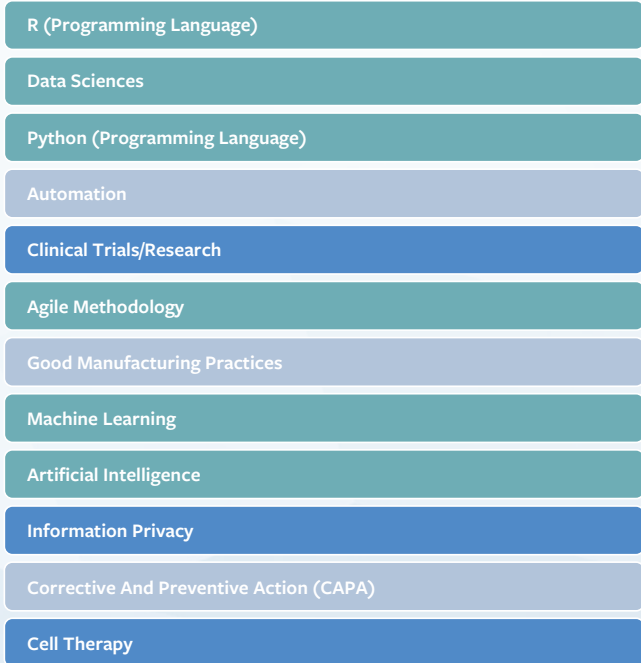 R (Programming Language)
Data Sciences
Python (Programming Language)
Automation
Clinical Trials/Research
Agile Methodology
Good Manufacturing Practices
Machine Learning
Artificial Intelligence
Information Privacy
Corrective And Preventive Action (CAPA)
Cell Therapy